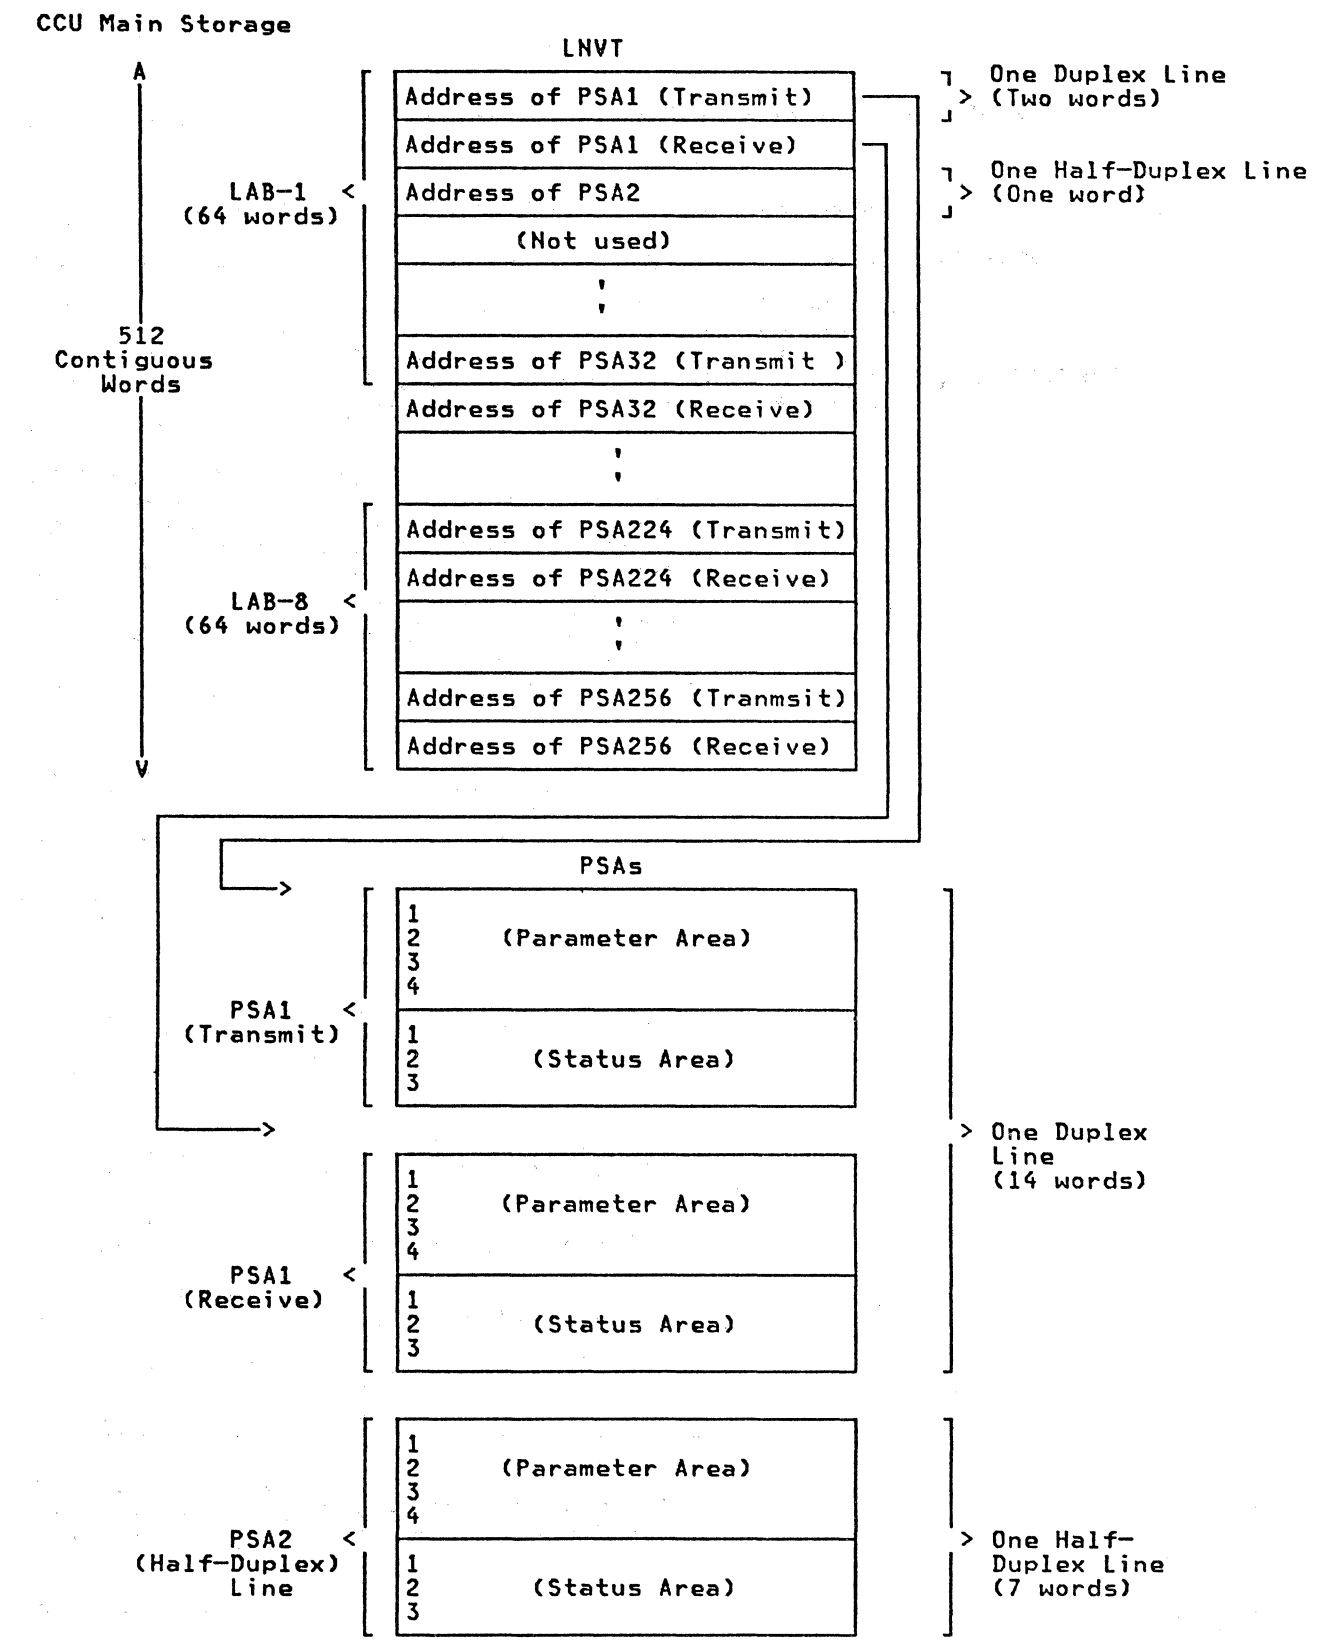 CCU Main Storage
LNVT
A
Address of PSA1 (Transmit)
One Duplex Line
> (Two words)
Address of PSA1 (Receive)
LAB-1 <
(64 words)
Address of PSA2
One Half-Duplex Line
> (One word)
(Not used)
512
Contiguous
Words
Address of PSA32 (Transmit )
Address of PSA32 (Receive)
Address of PSA224 (Transmit)
Address of PSA224 (Receive)
LAB-8 <
(64 words)
Address of PSA256 (Tranmsit)
Address of PSA256 (Receive)
V
PSAs
>
1
2 (Parameter Area)
3
4
PSA1 <
(Transmit)
1
2 (Status Area)
3
>
> One Duplex
Line
(14 words)
1
2 (Parameter Area)
3
4
PSA1 <
(Receive)
1
2 (Status Area)
3
1
2 (Parameter Area)
3
4
PSA2 <
(Half-Duplex)
Line
1
2 (Status Area)
3
> One Half-
Duplex Line
(7 words)